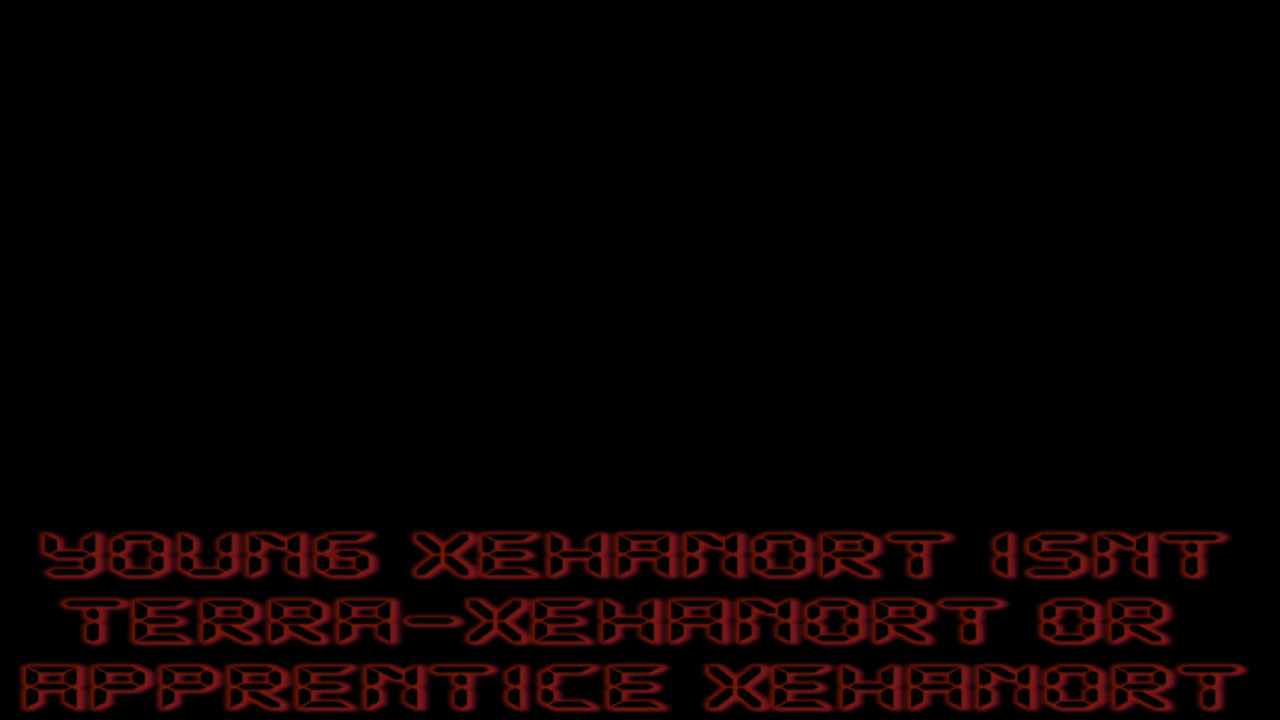 YOUNG XEHANORT ISNT
TERRA-XEHANORT OR
APPRENTICE XEHANORT